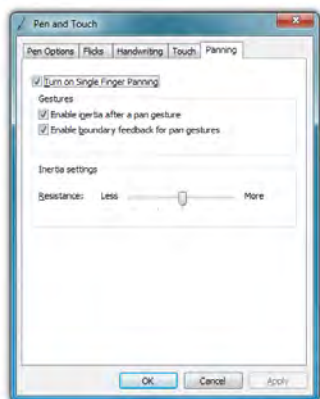 Pen and Touch
Pen Options Flicks Handwriting Touch Panning
Turn on Single Finger Panning
Gestures
Enable inertia after a pan gesture
Enable boundary feedback for pan gestures
Inertia settings
Resistance: Less More
OK Cancel Apply